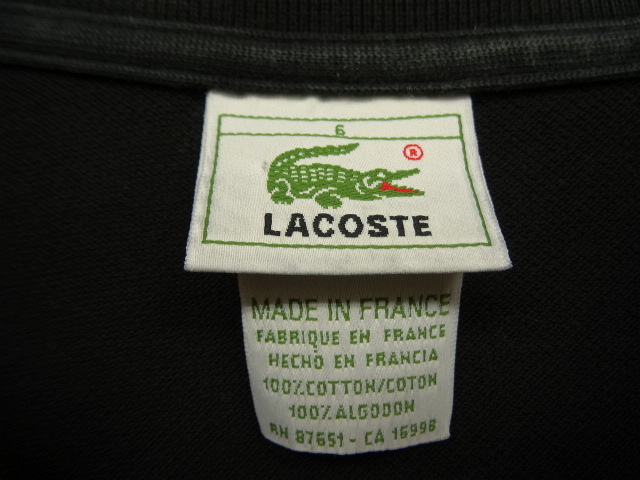 6
®
LACOSTE
MADE IN FRANCE
FABRIQUE EN FRANCE
HECHO EN FRANCIA
100% COTTON/COTON
100% ALGODON
RN 87651 - CA 16998